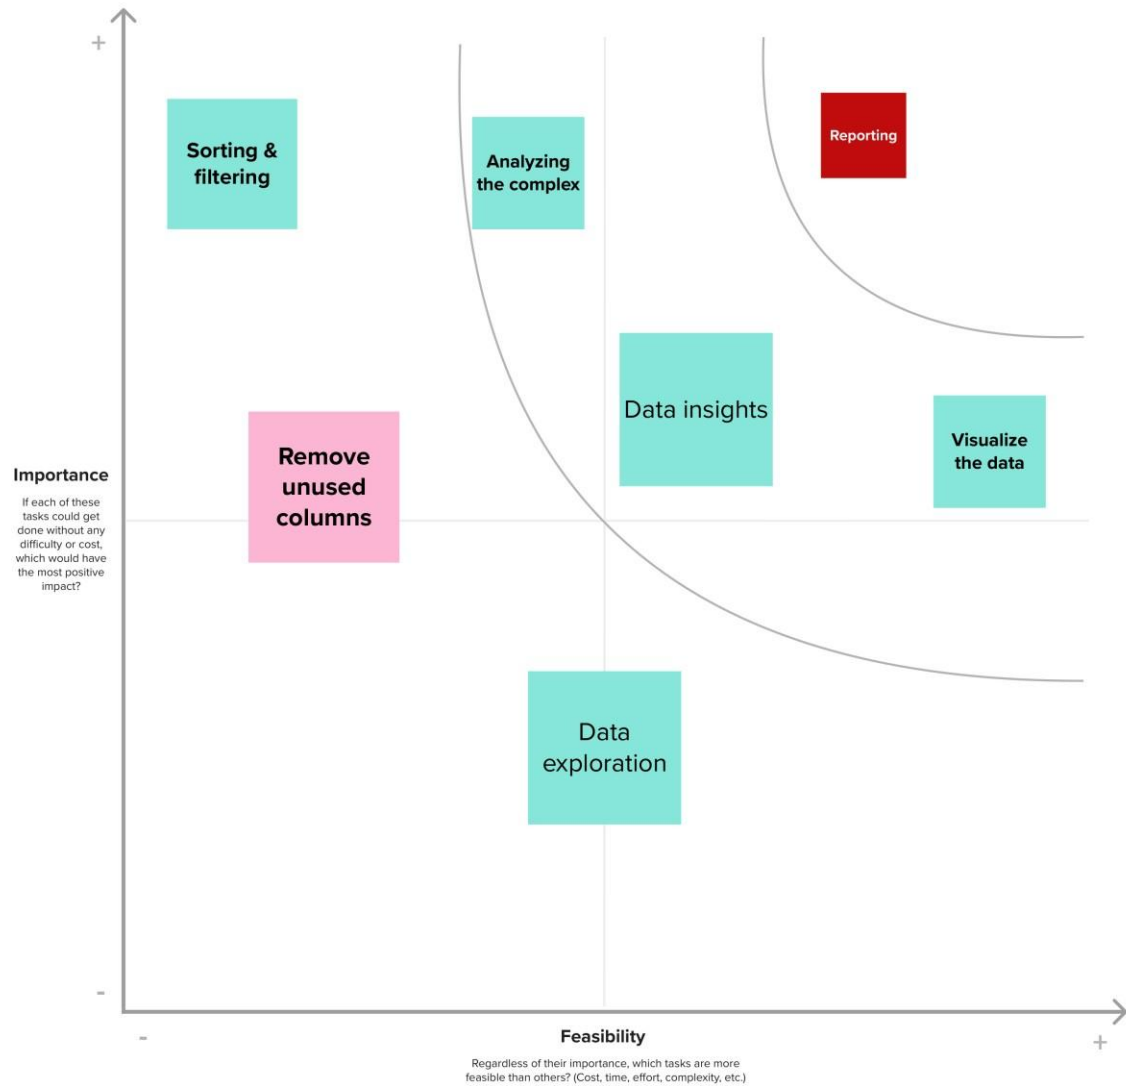 +
Sorting &
filtering
Analyzing
the complex
Reporting
Data insights
Visualize
the data
Remove
unused
columns
Importance
If each of these
tasks could get
done without any
difficulty or cost,
which would have
the most positive
impact?
Data
exploration
-
-
Feasibility
+
Regardless of their importance, which tasks are more
feasible than others? (Cost, time, effort, complexity, etc.)